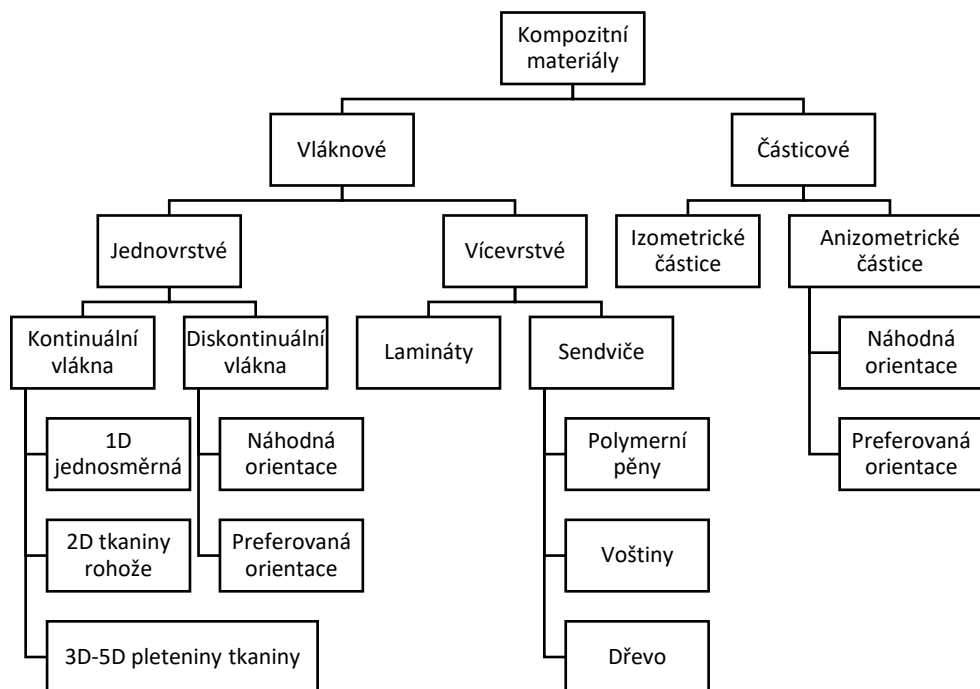 Kompozitní
materiály
Vláknové
Částicové
Jednovrstvé
Vícevrstvé
Izometrické
částice
Anizometrické
částice
Kontinuální
vlákna
Diskontinuální
vlákna
Lamináty
Sendviče
Náhodná
orientace
1D
jednosměrná
Náhodná
orientace
Polymerní
pěny
Preferovaná
orientace
2D tkaniny
rohože
Preferovaná
orientace
Voštiny
3D-5D pleteniny tkaniny
Dřevo